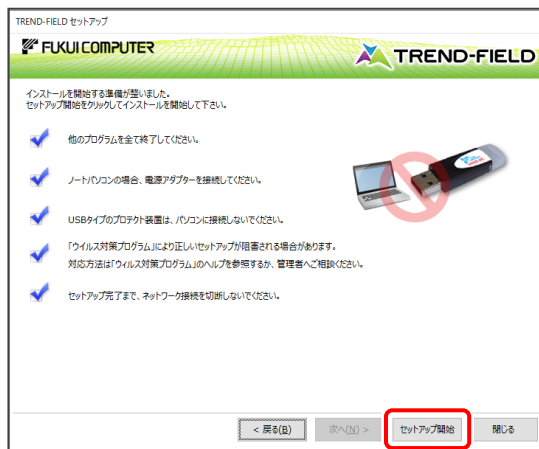 TREND-FIELD セットアップ
FUKUI COMPUTER
TREND-FIELD
インストールを開始する準備が整いました。
セットアップ開始をクリックしてインストールを開始して下さい。
他のプログラムを全て終了してください。
ノートパソコンの場合、電源アダプターを接続してください。
USBタイプのプロテクト装置は、パソコンに接続しないでください。
「ウイルス対策プログラム」により正しいセットアップが阻害される場合があります。
対応方法は「ウィルス対策プログラム」のヘルプを参照するか、管理者へご相談ください。
セットアップ完了まで、ネットワーク接続を切断しないでください。
< 戻る(B)
次へ(N) >
セットアップ開始
閉じる